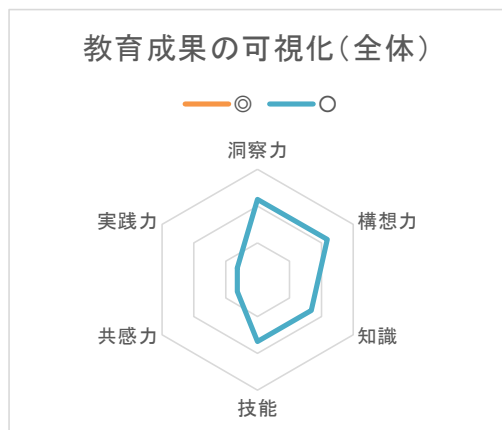 教育成果の可視化(全体)
◎ ○
洞察力
実践力 構想力
共感力 知識
技能